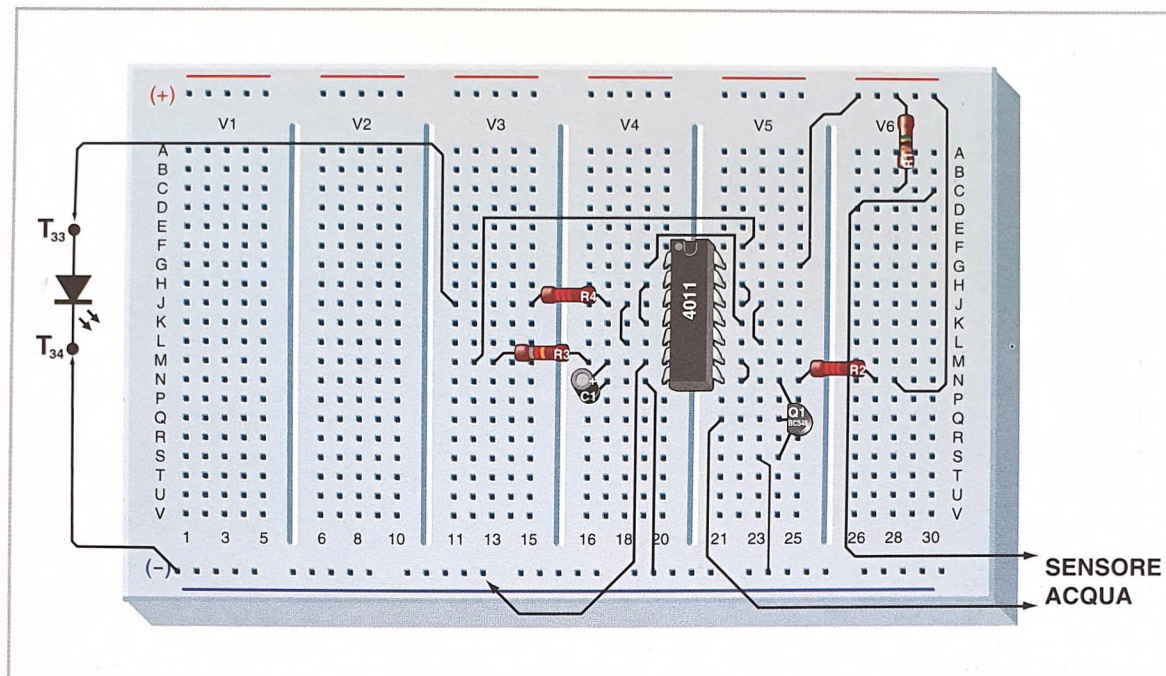 (+)
V1 V2 V3 V4 V5 V6
A A
B B
C C
D D
E E
F F
G G
H H
J J
K K
L L
M M
N N
P P
Q Q
R R
S S
T T
U U
V V
T33
T34
R1
4011
R4
R3
C1
+
R2
Q1
BC548
1 3 5 6 8 10 11 13 15 16 18 20 21 23 25 26 28 30
(-)
SENSORE
ACQUA